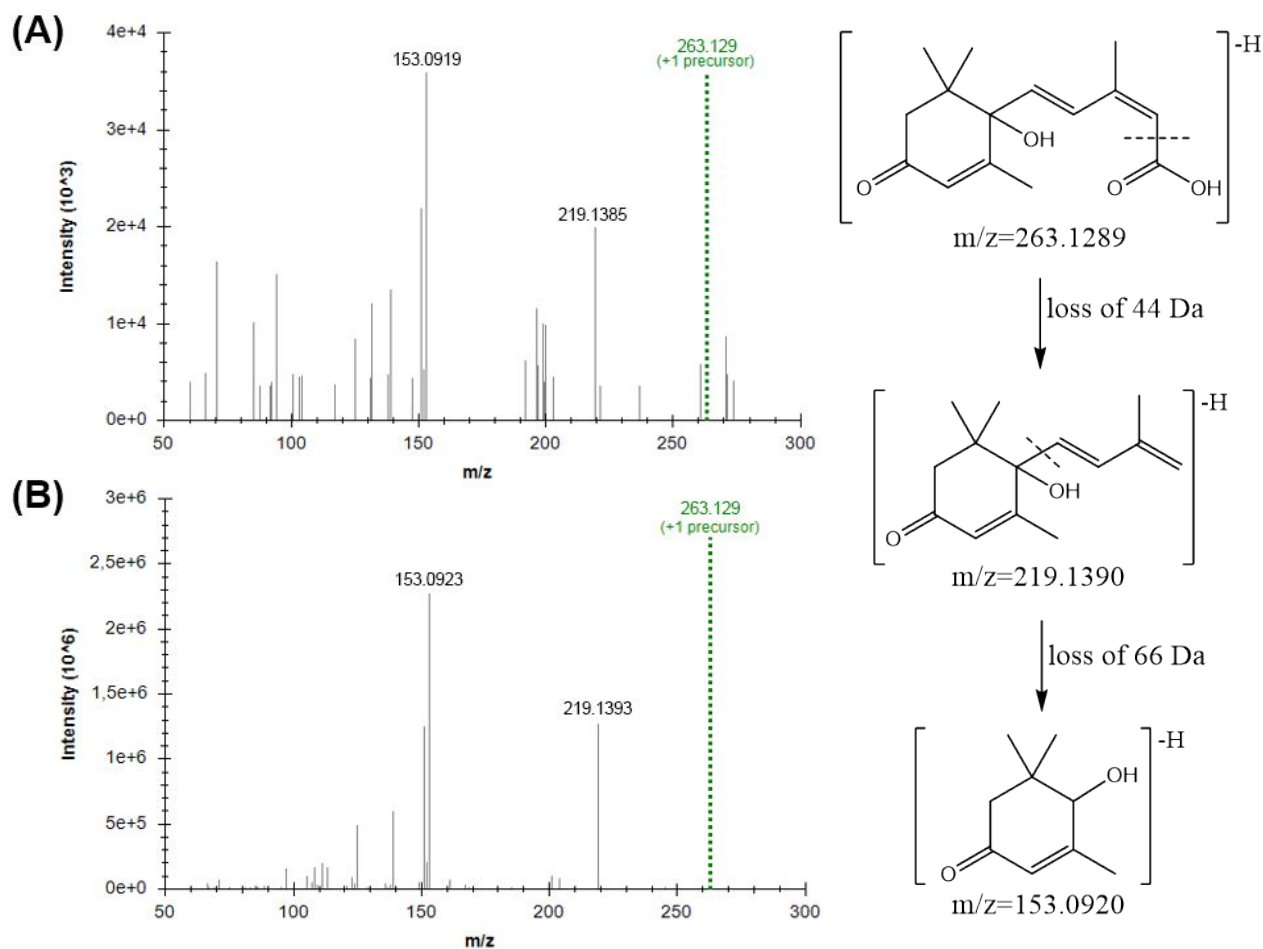 (A)
4e+4
3e+4
2e+4
1e+4
0e+0
Intensity (10^3)
153.0919
219.1385
263.129
(+1 precursor)
50
100
150
200
250
300
m/z
(B)
3e+6
2,5e+6
2e+6
1,5e+6
1e+6
5e+5
0e+0
Intensity (10^6)
153.0923
219.1393
263.129
(+1 precursor)
50
100
150
200
250
300
m/z
-H
OH
O
O
OH
m/z=263.1289
loss of 44 Da
-H
OH
O
m/z=219.1390
loss of 66 Da
-H
OH
O
m/z=153.0920